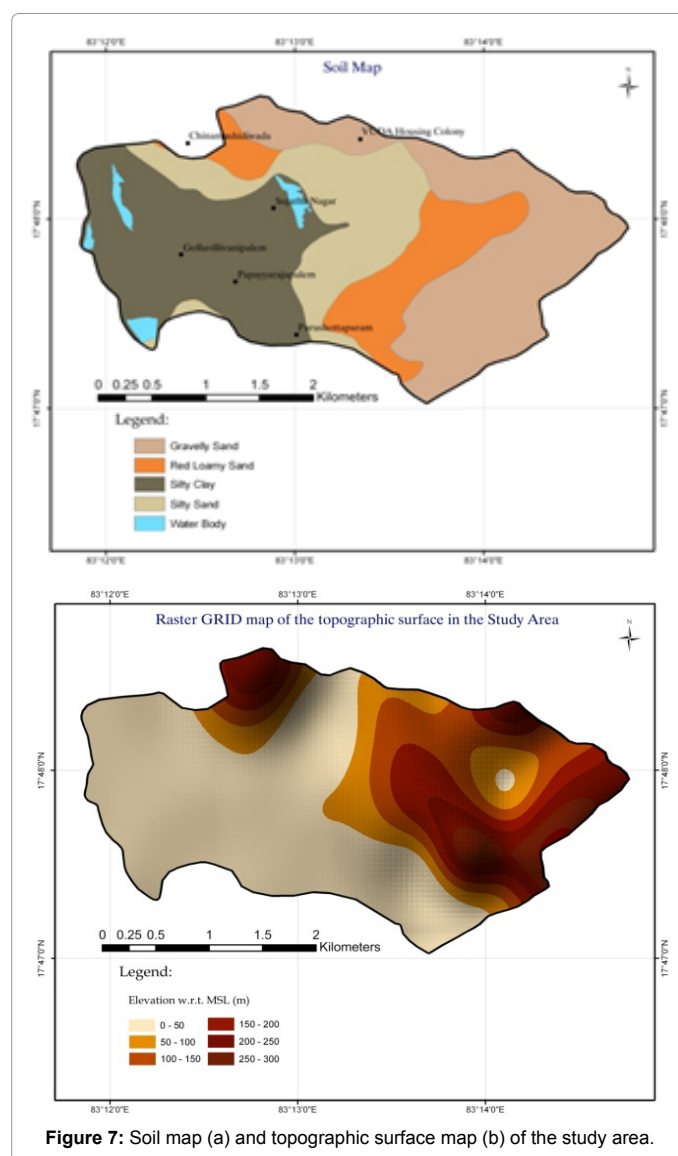 83°12'0"E 83°13'0"E 83°14'0"E
Soil Map
N
VUDA Housing Colony
17°48'0"N 17°48'0"N
Gollavillivanipalem
Papayyarajupalem
Purushottapuram
0 0.25 0.5 1 1.5 2
Kilometers
17°47'0"N 17°47'0"N
Legend:
Gravelly Sand
Red Loamy Sand
Silty Clay
Silty Sand
Water Body
83°12'0"E 83°13'0"E 83°14'0"E
83°12'0"E 83°13'0"E 83°14'0"E
Raster GRID map of the topographic surface in the Study Area
N
17°48'0"N 17°48'0"N
0 0.25 0.5 1 1.5 2
Kilometers
17°47'0"N 17°47'0"N
Legend:
Elevation w.r.t. MSL (m)
0 - 50 150 - 200
50 - 100 200 - 250
100 - 150 250 - 300
83°12'0"E 83°13'0"E 83°14'0"E
Figure 7: Soil map (a) and topographic surface map (b) of the study area.